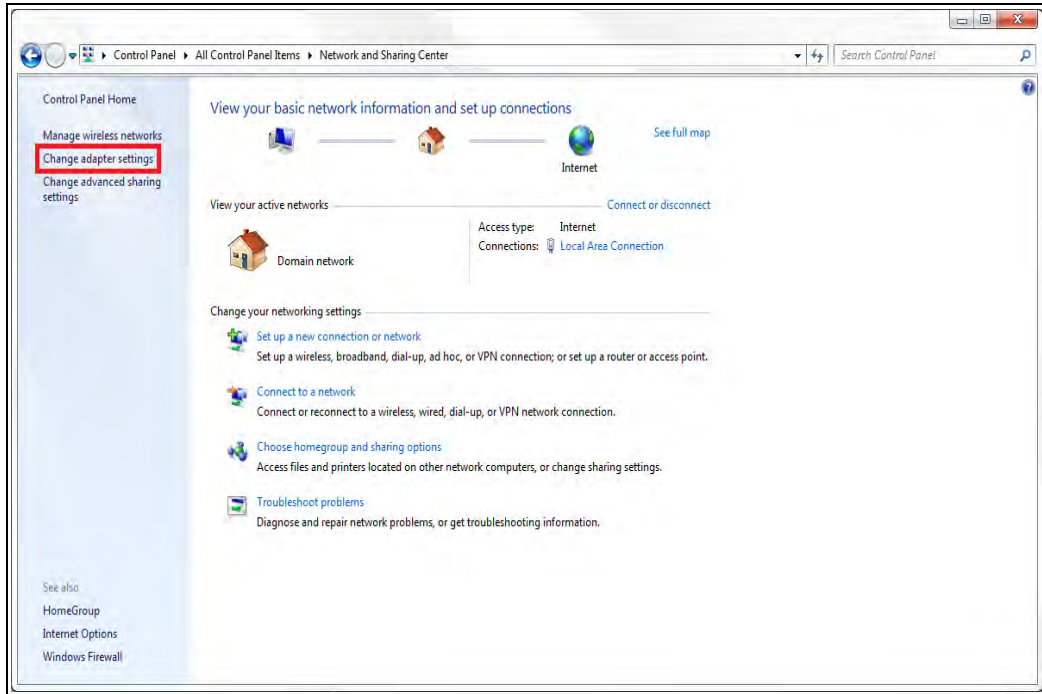 Control Panel ▸ All Control Panel Items ▸ Network and Sharing Center
Search Control Panel
Control Panel Home
Manage wireless networks
Change adapter settings
Change advanced sharing
settings
View your basic network information and set up connections
See full map
Internet
View your active networks
Connect or disconnect
Domain network
Access type: Internet
Connections: Local Area Connection
Change your networking settings
Set up a new connection or network
Set up a wireless, broadband, dial-up, ad hoc, or VPN connection; or set up a router or access point.
Connect to a network
Connect or reconnect to a wireless, wired, dial-up, or VPN network connection.
Choose homegroup and sharing options
Access files and printers located on other network computers, or change sharing settings.
Troubleshoot problems
Diagnose and repair network problems, or get troubleshooting information.
See also
HomeGroup
Internet Options
Windows Firewall